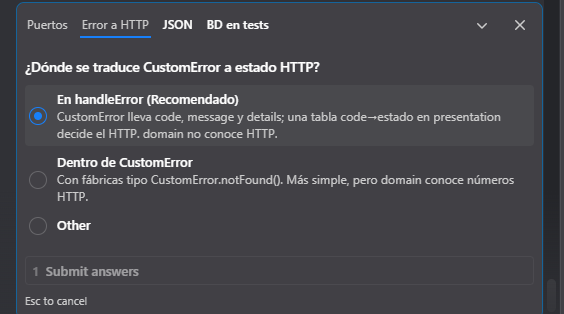 Puertos Error a HTTP JSON BD en tests
¿Dónde se traduce CustomError a estado HTTP?
En handleError (Recomendado)
CustomError lleva code, message y details; una tabla code→estado en presentation
decide el HTTP. domain no conoce HTTP.
Dentro de CustomError
Con fábricas tipo CustomError.notFound(). Más simple, pero domain conoce números
HTTP.
Other
1 Submit answers
Esc to cancel